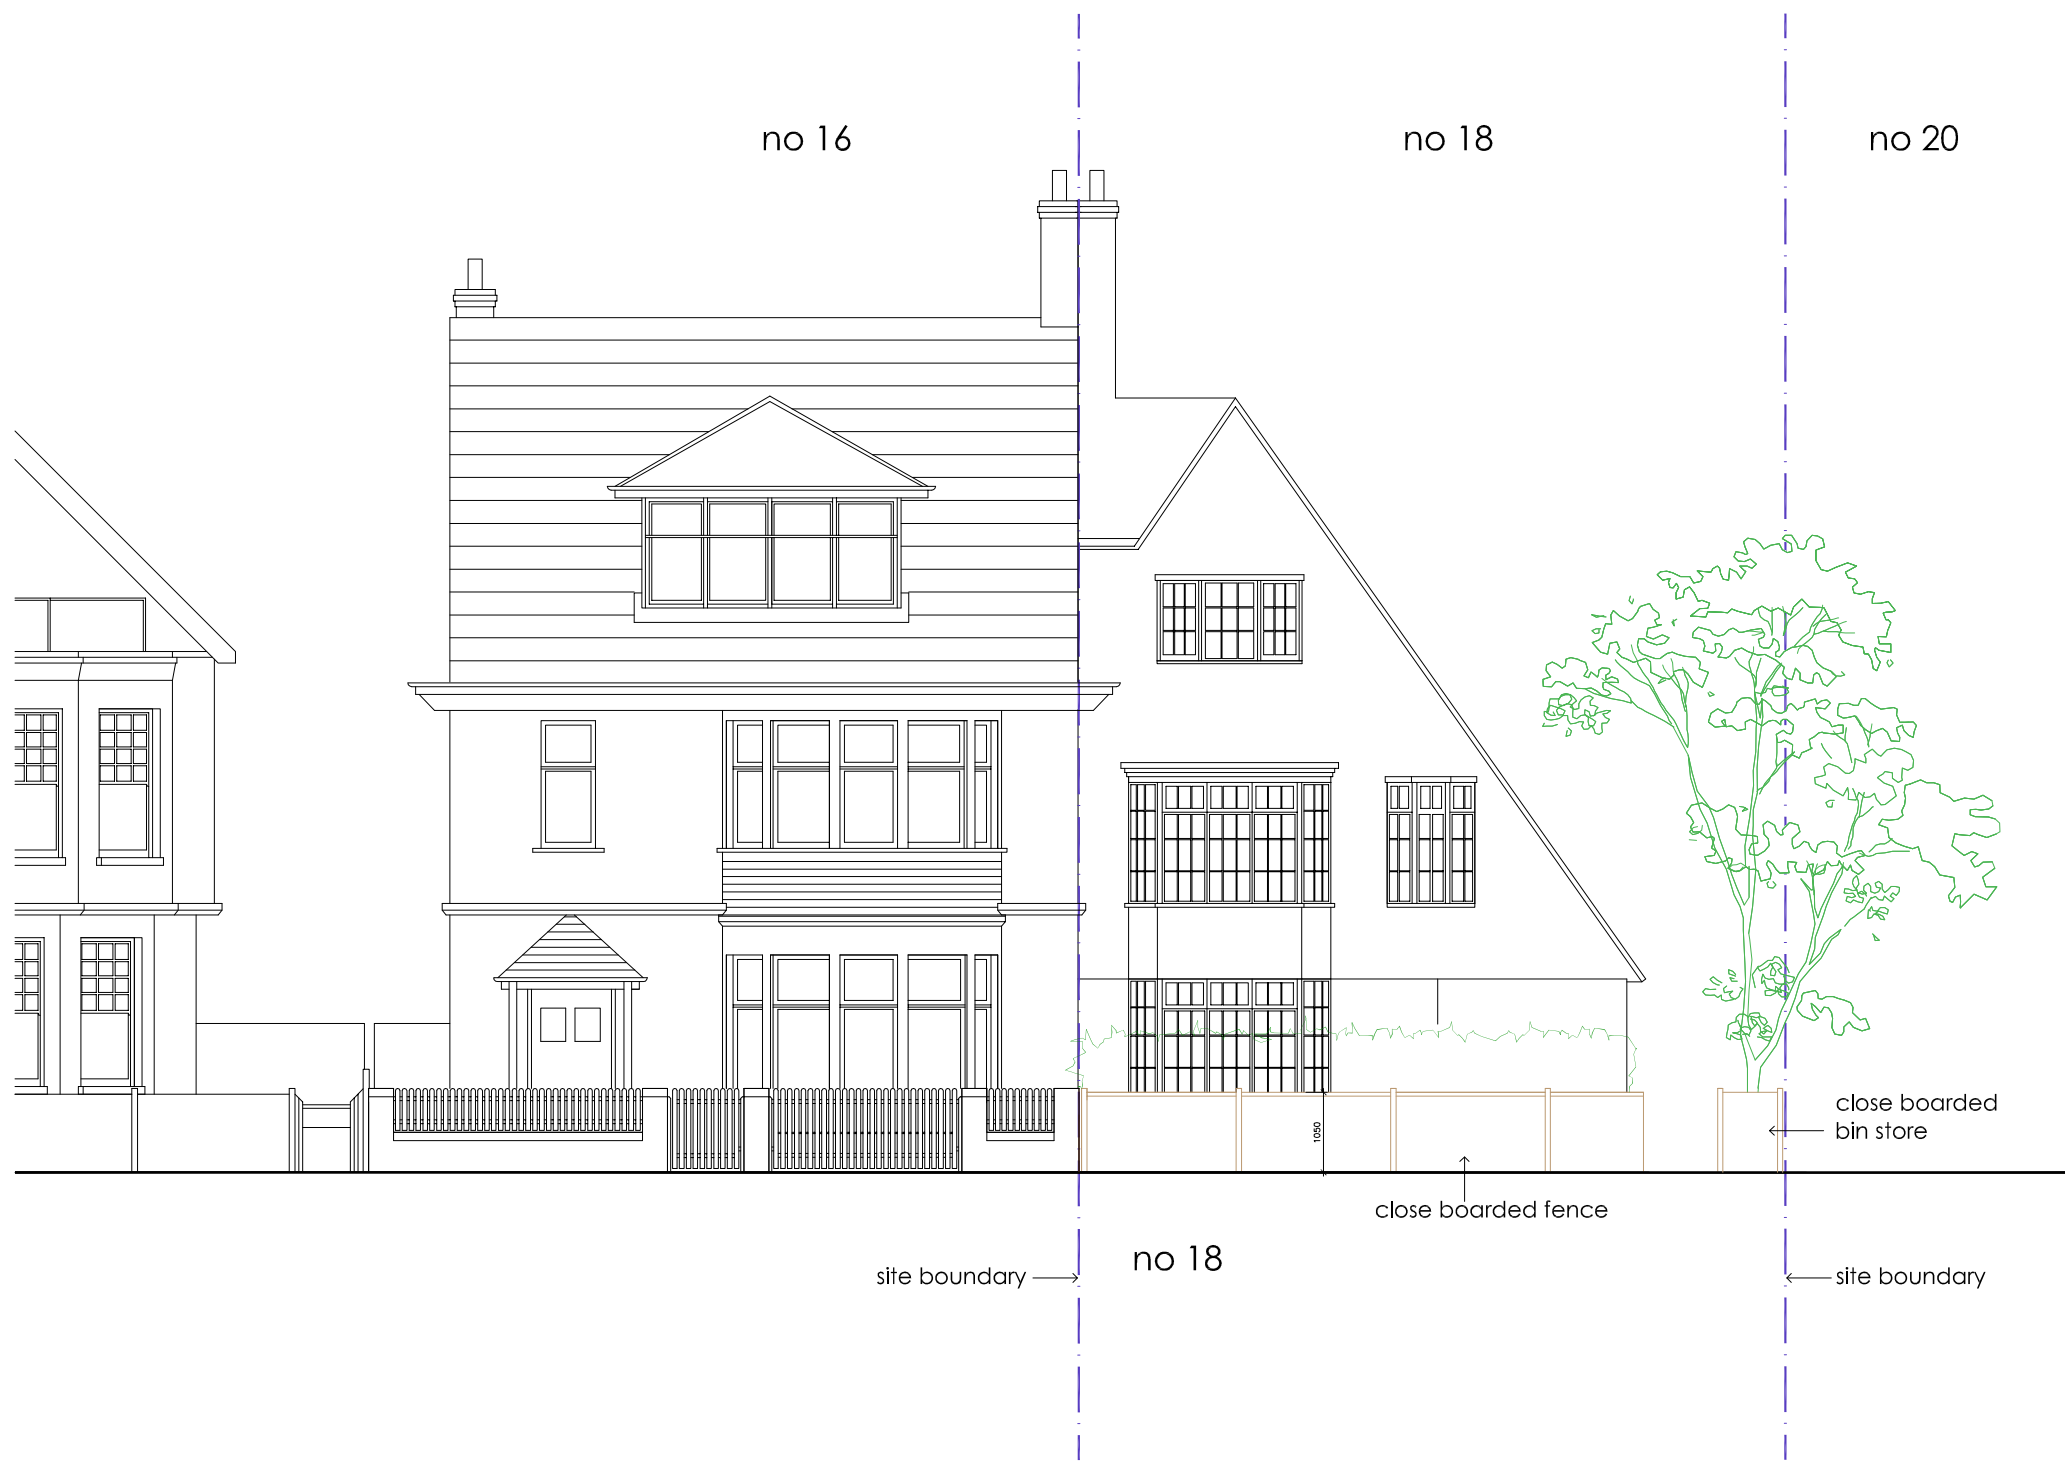 no 16
no 18
no 20
close boarded
bin store
1050
close boarded fence
no 18
site boundary
site boundary